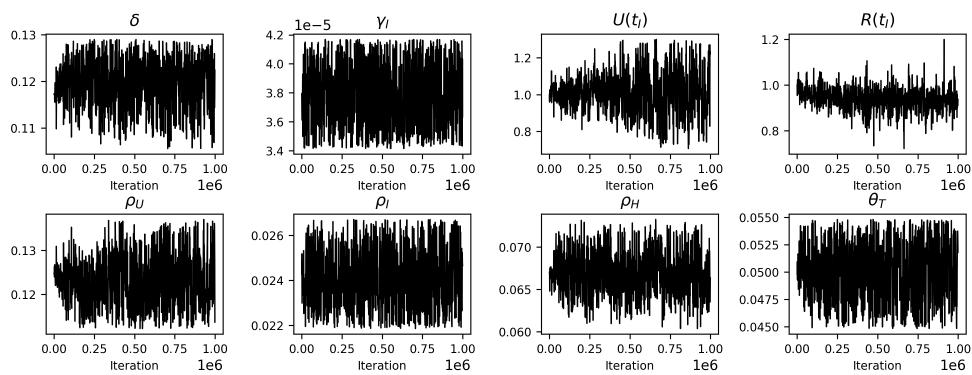 δ
0.13
0.12
0.11
0.00 0.25 0.50 0.75 1.00
Iteration 1e6
γ_I
1e−5
4.2
4.0
3.8
3.6
3.4
0.00 0.25 0.50 0.75 1.00
Iteration 1e6
U(t_I)
1.2
1.0
0.8
0.00 0.25 0.50 0.75 1.00
Iteration 1e6
R(t_I)
1.2
1.0
0.8
0.00 0.25 0.50 0.75 1.00
Iteration 1e6
ρ_U
0.13
0.12
0.00 0.25 0.50 0.75 1.00
Iteration 1e6
ρ_I
0.026
0.024
0.022
0.00 0.25 0.50 0.75 1.00
Iteration 1e6
ρ_H
0.070
0.065
0.060
0.00 0.25 0.50 0.75 1.00
Iteration 1e6
θ_T
0.0550
0.0525
0.0500
0.0475
0.0450
0.00 0.25 0.50 0.75 1.00
Iteration 1e6